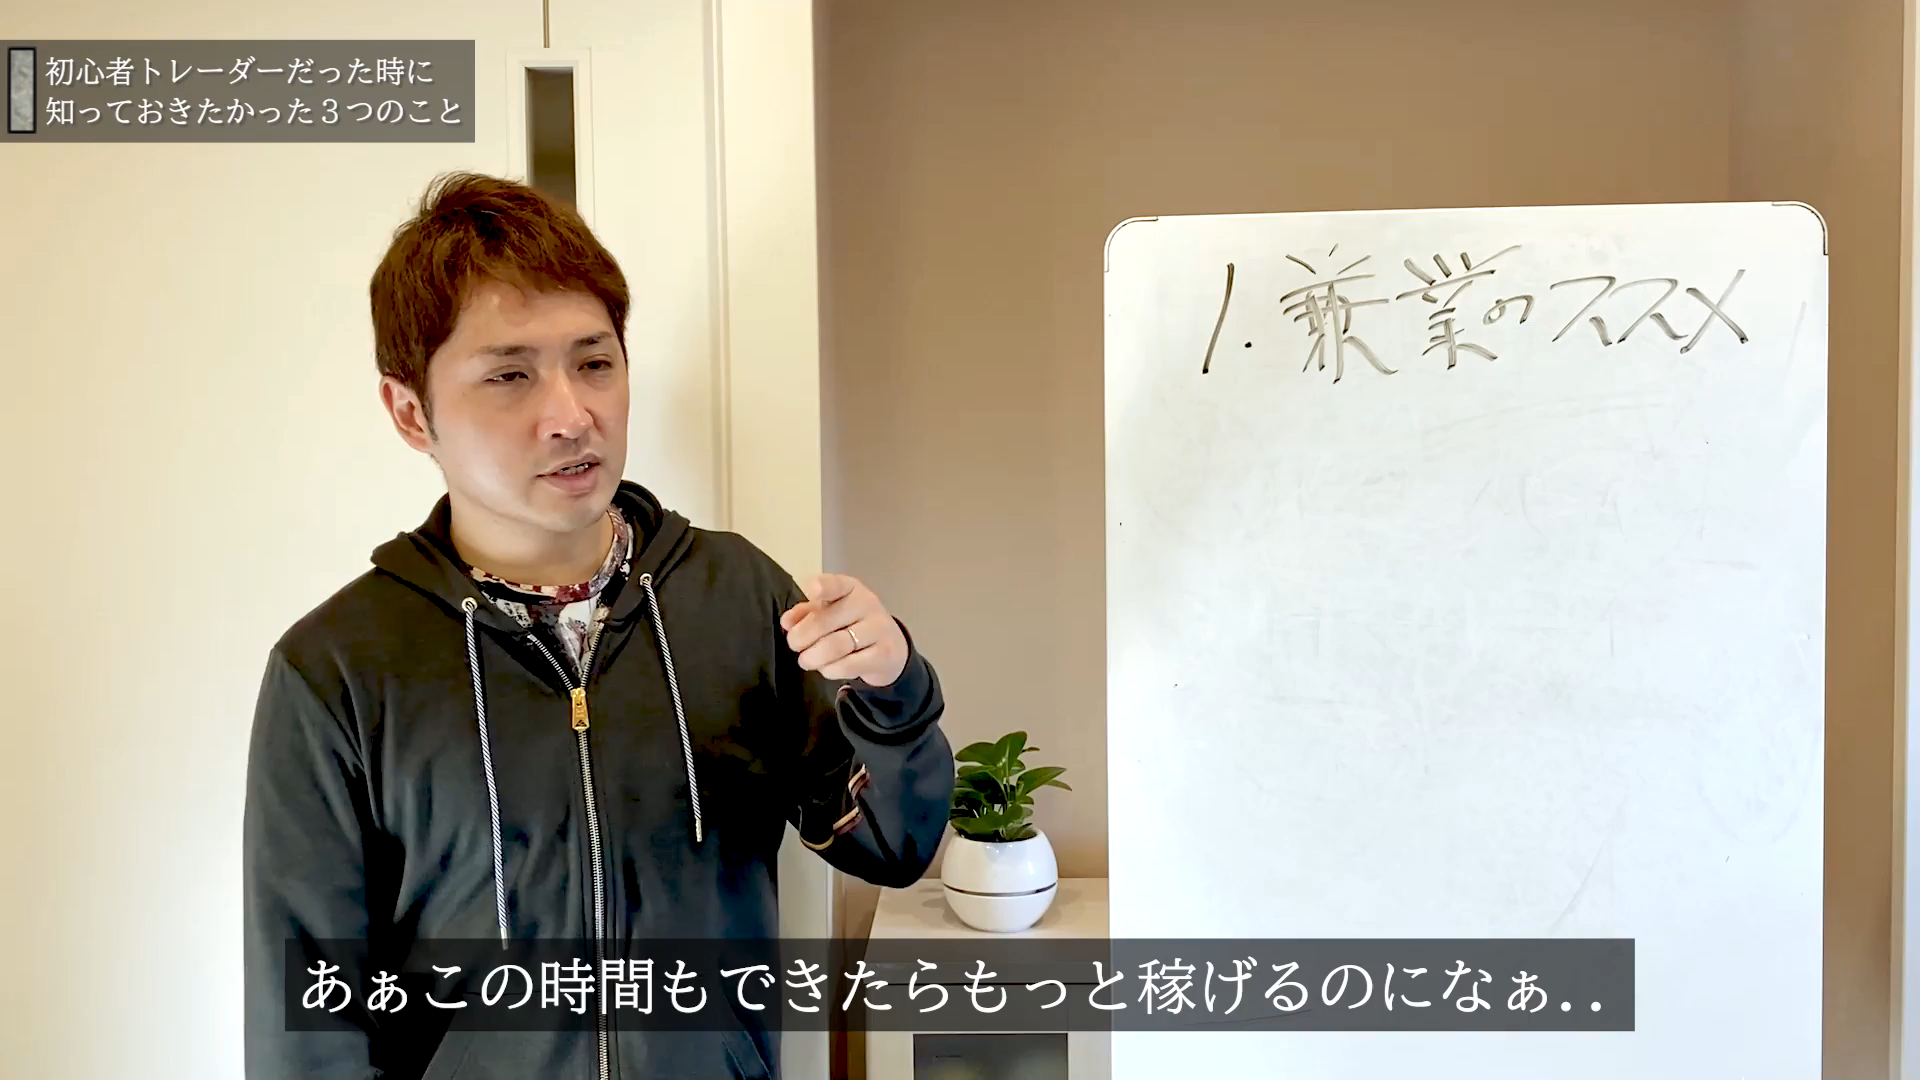 初心者トレーダーだった時に
知っておきたかった３つのこと
1.兼業のススメ
あぁこの時間もできたらもっと稼げるのになぁ..